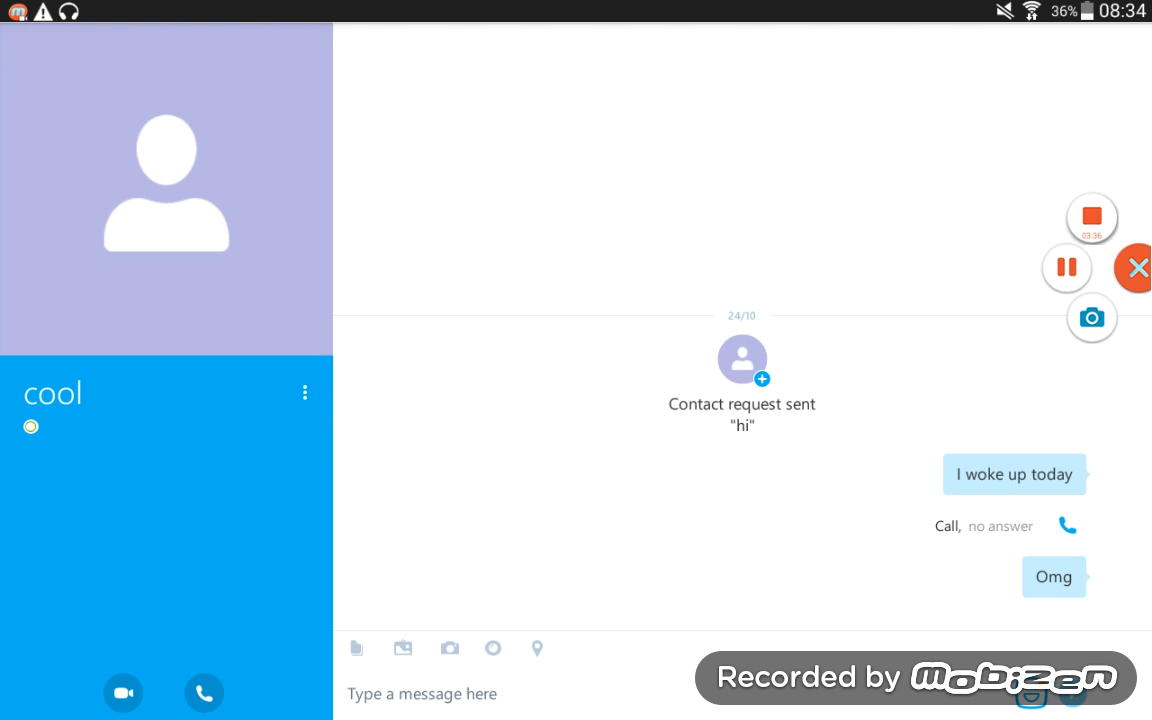 36% 08:34
03:36
24/10
cool
Contact request sent
"hi"
I woke up today
Call, no answer
Omg
Type a message here
Recorded by mobizen